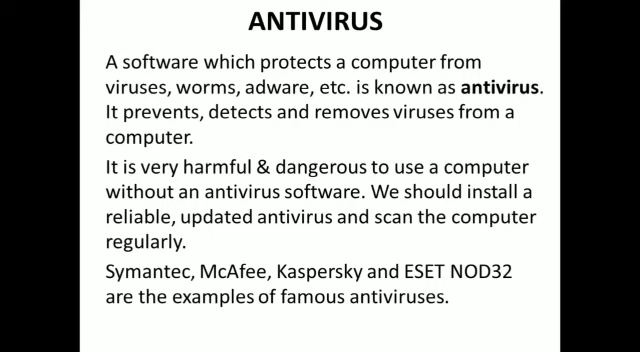 ANTIVIRUS
A software which protects a computer from
viruses, worms, adware, etc. is known as antivirus.
It prevents, detects and removes viruses from a
computer.
It is very harmful & dangerous to use a computer
without an antivirus software. We should install a
reliable, updated antivirus and scan the computer
regularly.
Symantec, McAfee, Kaspersky and ESET NOD32
are the examples of famous antiviruses.